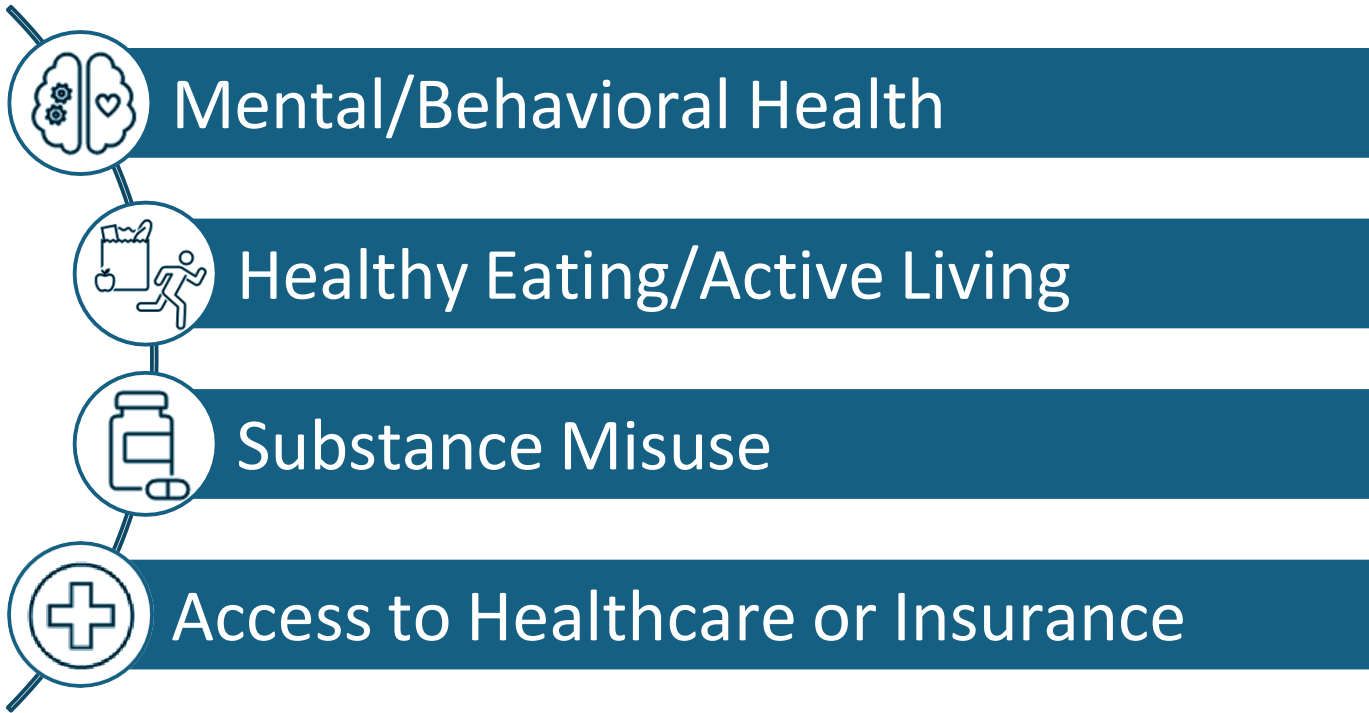 Mental/Behavioral Health
Healthy Eating/Active Living
Substance Misuse
Access to Healthcare or Insurance